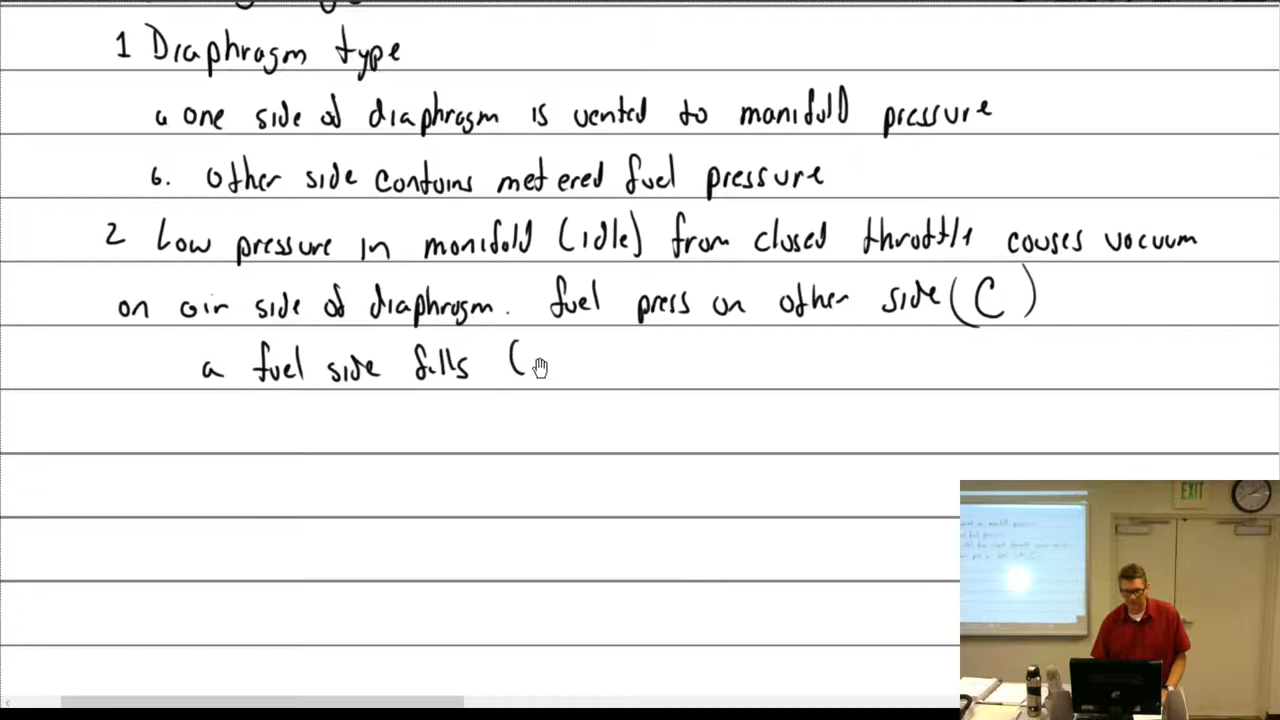 1 Diaphragm type
a one side of diaphragm is vented to manifold pressure
b. Other side contains metered fuel pressure
2 Low pressure in manifold (idle) from closed throttle causes vacuum
on air side of diaphragm. fuel press on other side (C)
a fuel side fills (
EXIT